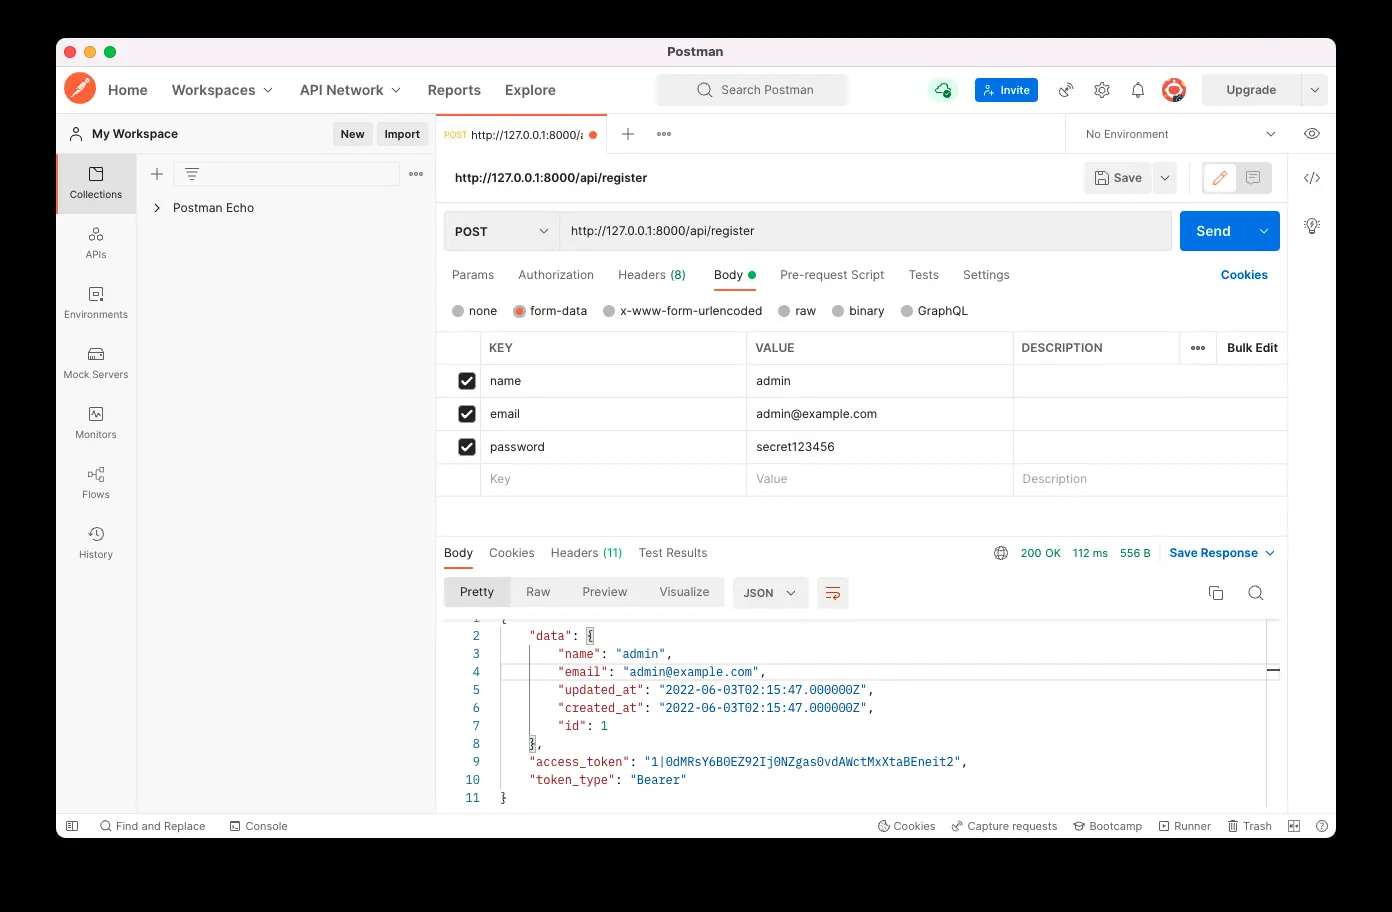 Postman
Home Workspaces API Network Reports Explore Search Postman Invite Upgrade
My Workspace New Import POST http://127.0.0.1:8000/a No Environment
Collections
APIs
Environments
Mock Servers
Monitors
Flows
History
Postman Echo
http://127.0.0.1:8000/api/register Save
POST http://127.0.0.1:8000/api/register Send
Params Authorization Headers (8) Body Pre-request Script Tests Settings Cookies
none form-data x-www-form-urlencoded raw binary GraphQL
KEY VALUE DESCRIPTION Bulk Edit
name admin
email admin@example.com
password secret123456
Key Value Description
Body Cookies Headers (11) Test Results 200 OK 112 ms 556 B Save Response
Pretty Raw Preview Visualize JSON
1 {
2 "data": {
3 "name": "admin",
4 "email": "admin@example.com",
5 "updated_at": "2022-06-03T02:15:47.000000Z",
6 "created_at": "2022-06-03T02:15:47.000000Z",
7 "id": 1
8 },
9 "access_token": "1|0dMRsY6B0EZ92Ij0NZgas0vdAWctMxXtaBEneit2",
10 "token_type": "Bearer"
11 }
Find and Replace Console Cookies Capture requests Bootcamp Runner Trash